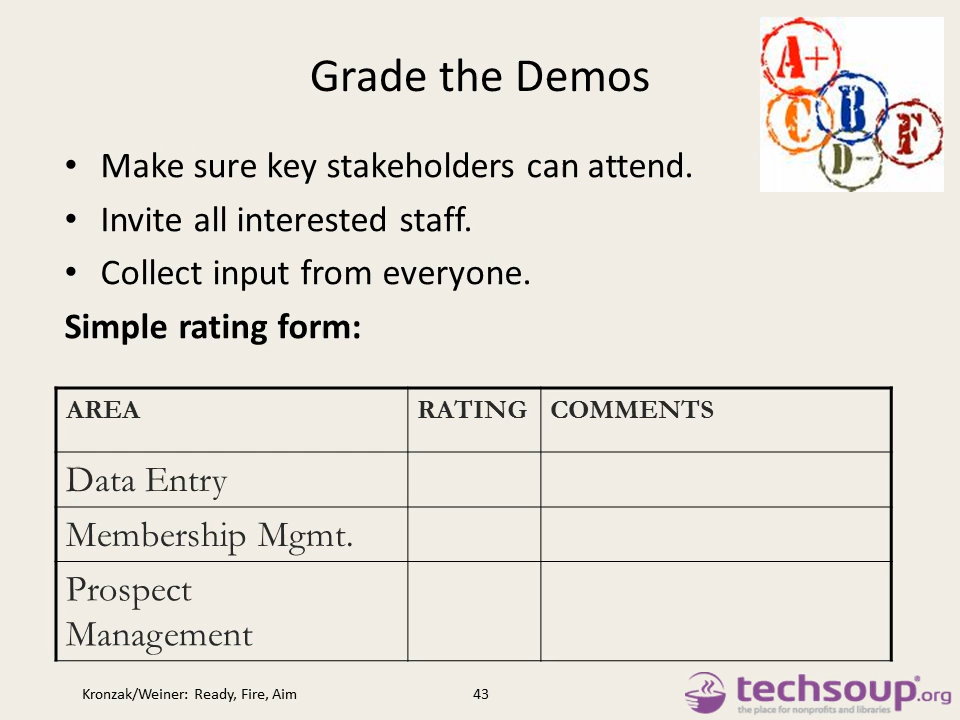 Grade the Demos
A+
C B F
D-
• Make sure key stakeholders can attend.
• Invite all interested staff.
• Collect input from everyone.
Simple rating form:
AREA RATING COMMENTS
Data Entry
Membership Mgmt.
Prospect
Management
Kronzak/Weiner: Ready, Fire, Aim 43
techsoup.org
the place for nonprofits and libraries